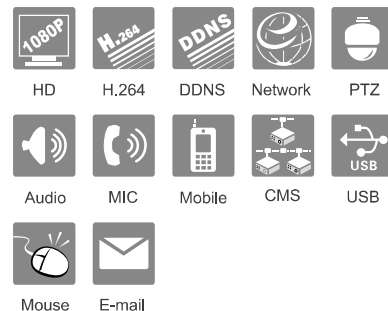 1080P H.264 DDNS
HD H.264 DDNS Network PTZ
USB
Audio MIC Mobile CMS USB
Mouse E-mail